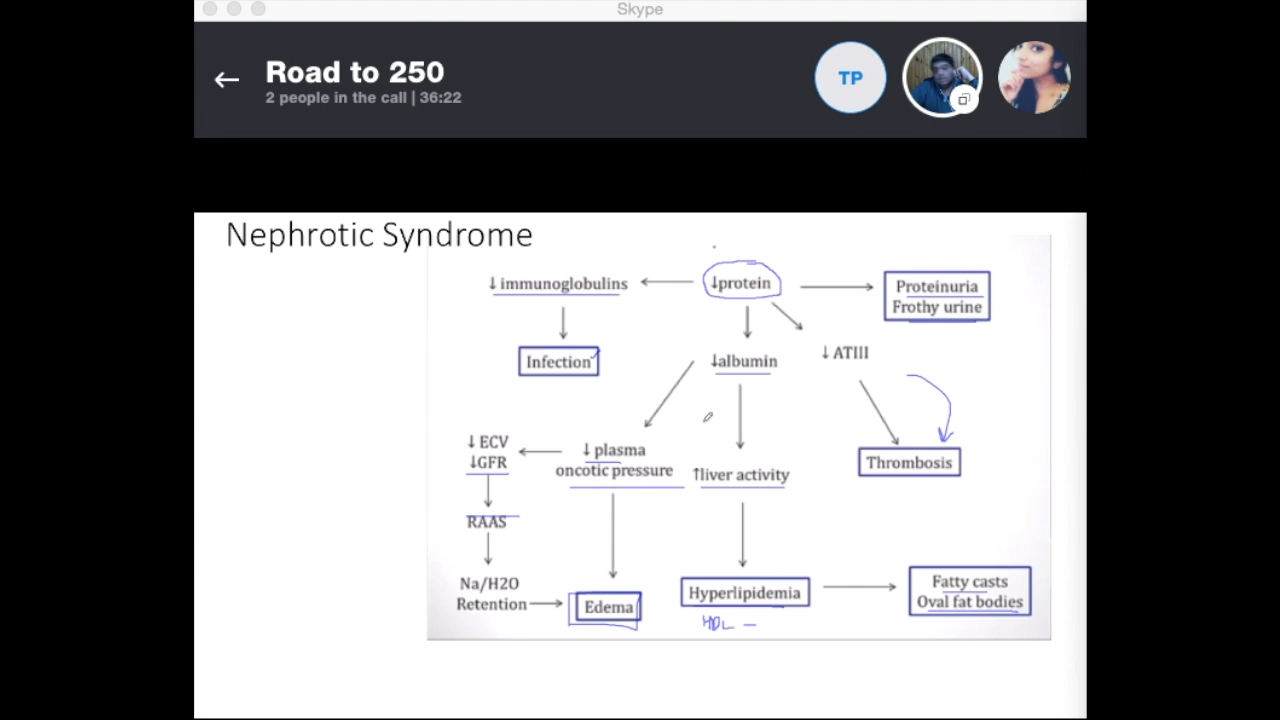 Skype
Road to 250
2 people in the call | 36:22
TP
Nephrotic Syndrome
↓immunoglobulins
↓protein
Proteinuria
Frothy urine
Infection
↓albumin
↓ATIII
↓ECV
↓GFR
↓ plasma
oncotic pressure
↑liver activity
Thrombosis
RAAS
Na/H2O
Retention
Edema
Hyperlipidemia
Fatty casts
Oval fat bodies
HDL –